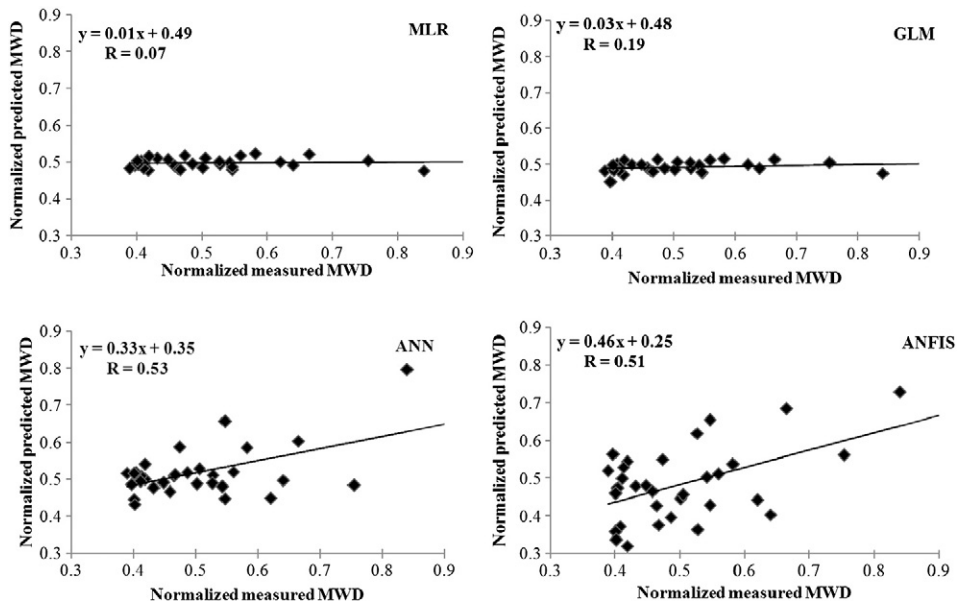 y = 0.01x + 0.49
R = 0.07
MLR
Normalized predicted MWD
0.9
0.8
0.7
0.6
0.5
0.4
0.3
0.3 0.4 0.5 0.6 0.7 0.8 0.9
Normalized measured MWD
y = 0.03x + 0.48
R = 0.19
GLM
Normalized predicted MWD
0.9
0.8
0.7
0.6
0.5
0.4
0.3
0.3 0.4 0.5 0.6 0.7 0.8 0.9
Normalized measured MWD
y = 0.33x + 0.35
R = 0.53
ANN
Normalized predicted MWD
0.9
0.8
0.7
0.6
0.5
0.4
0.3
0.3 0.4 0.5 0.6 0.7 0.8 0.9
Normalized measured MWD
y = 0.46x + 0.25
R = 0.51
ANFIS
Normalized predicted MWD
0.9
0.8
0.7
0.6
0.5
0.4
0.3
0.3 0.4 0.5 0.6 0.7 0.8 0.9
Normalized measured MWD